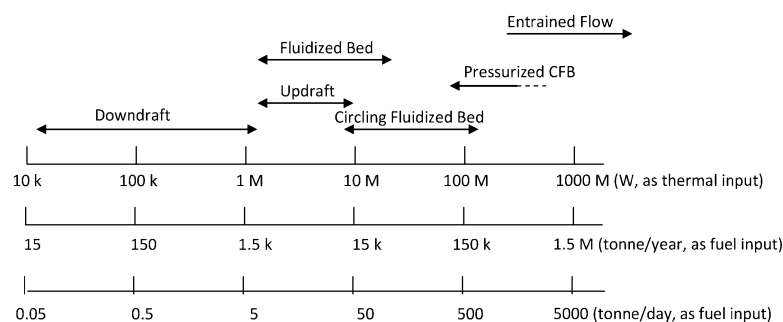 Entrained Flow
Fluidized Bed
Pressurized CFB
Updraft
Downdraft
Circling Fluidized Bed
10 k 100 k 1 M 10 M 100 M 1000 M (W, as thermal input)
15 150 1.5 k 15 k 150 k 1.5 M (tonne/year, as fuel input)
0.05 0.5 5 50 500 5000 (tonne/day, as fuel input)